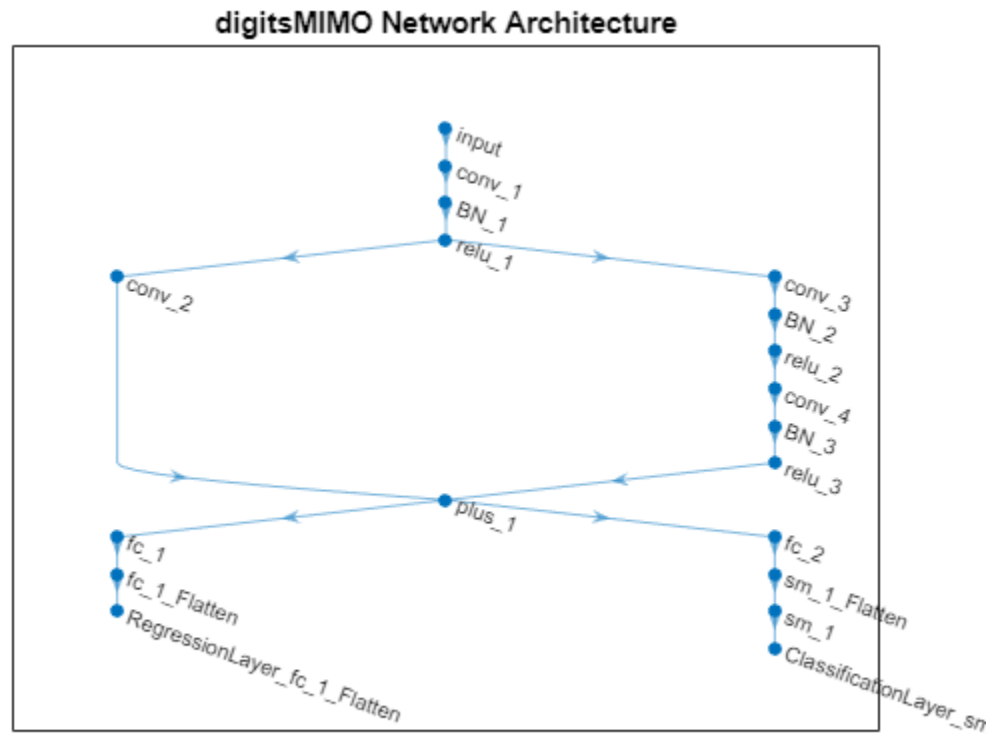 digitsMIMO Network Architecture
input
conv_1
BN_1
relu_1
conv_2
conv_3
BN_2
relu_2
conv_4
BN_3
relu_3
plus_1
fc_1
fc_1_Flatten
RegressionLayer_fc_1_Flatten
fc_2
sm_1_Flatten
sm_1
ClassificationLayer_sm